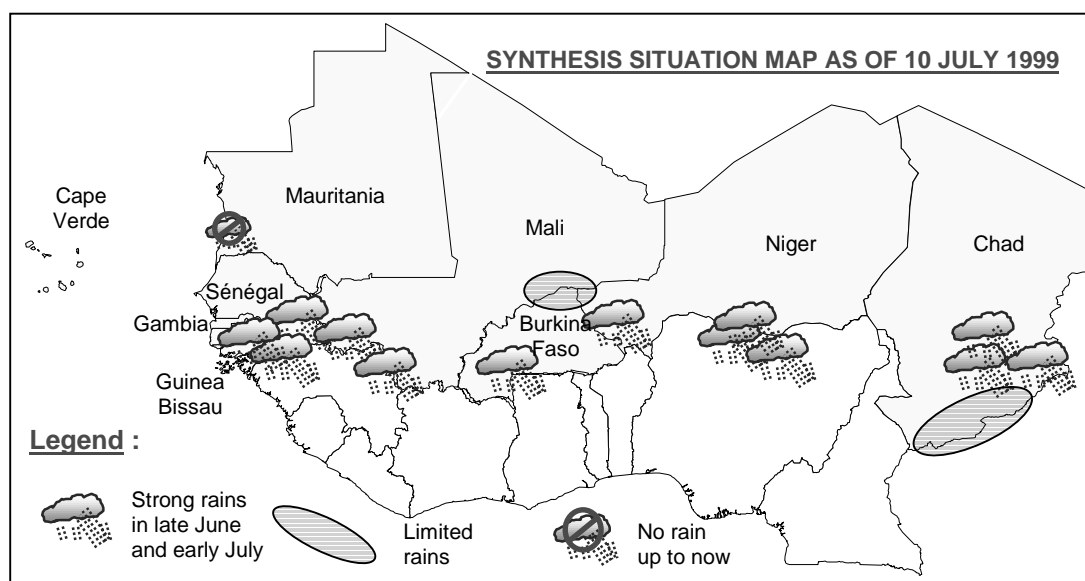 SYNTHESIS SITUATION MAP AS OF 10 JULY 1999
Cape
Verde
Mauritania
Mali
Niger
Chad
Sénégal
Gambia
Burkina
Faso
Guinea
Bissau
Legend :
Strong rains
in late June
and early July
Limited
rains
No rain
up to now